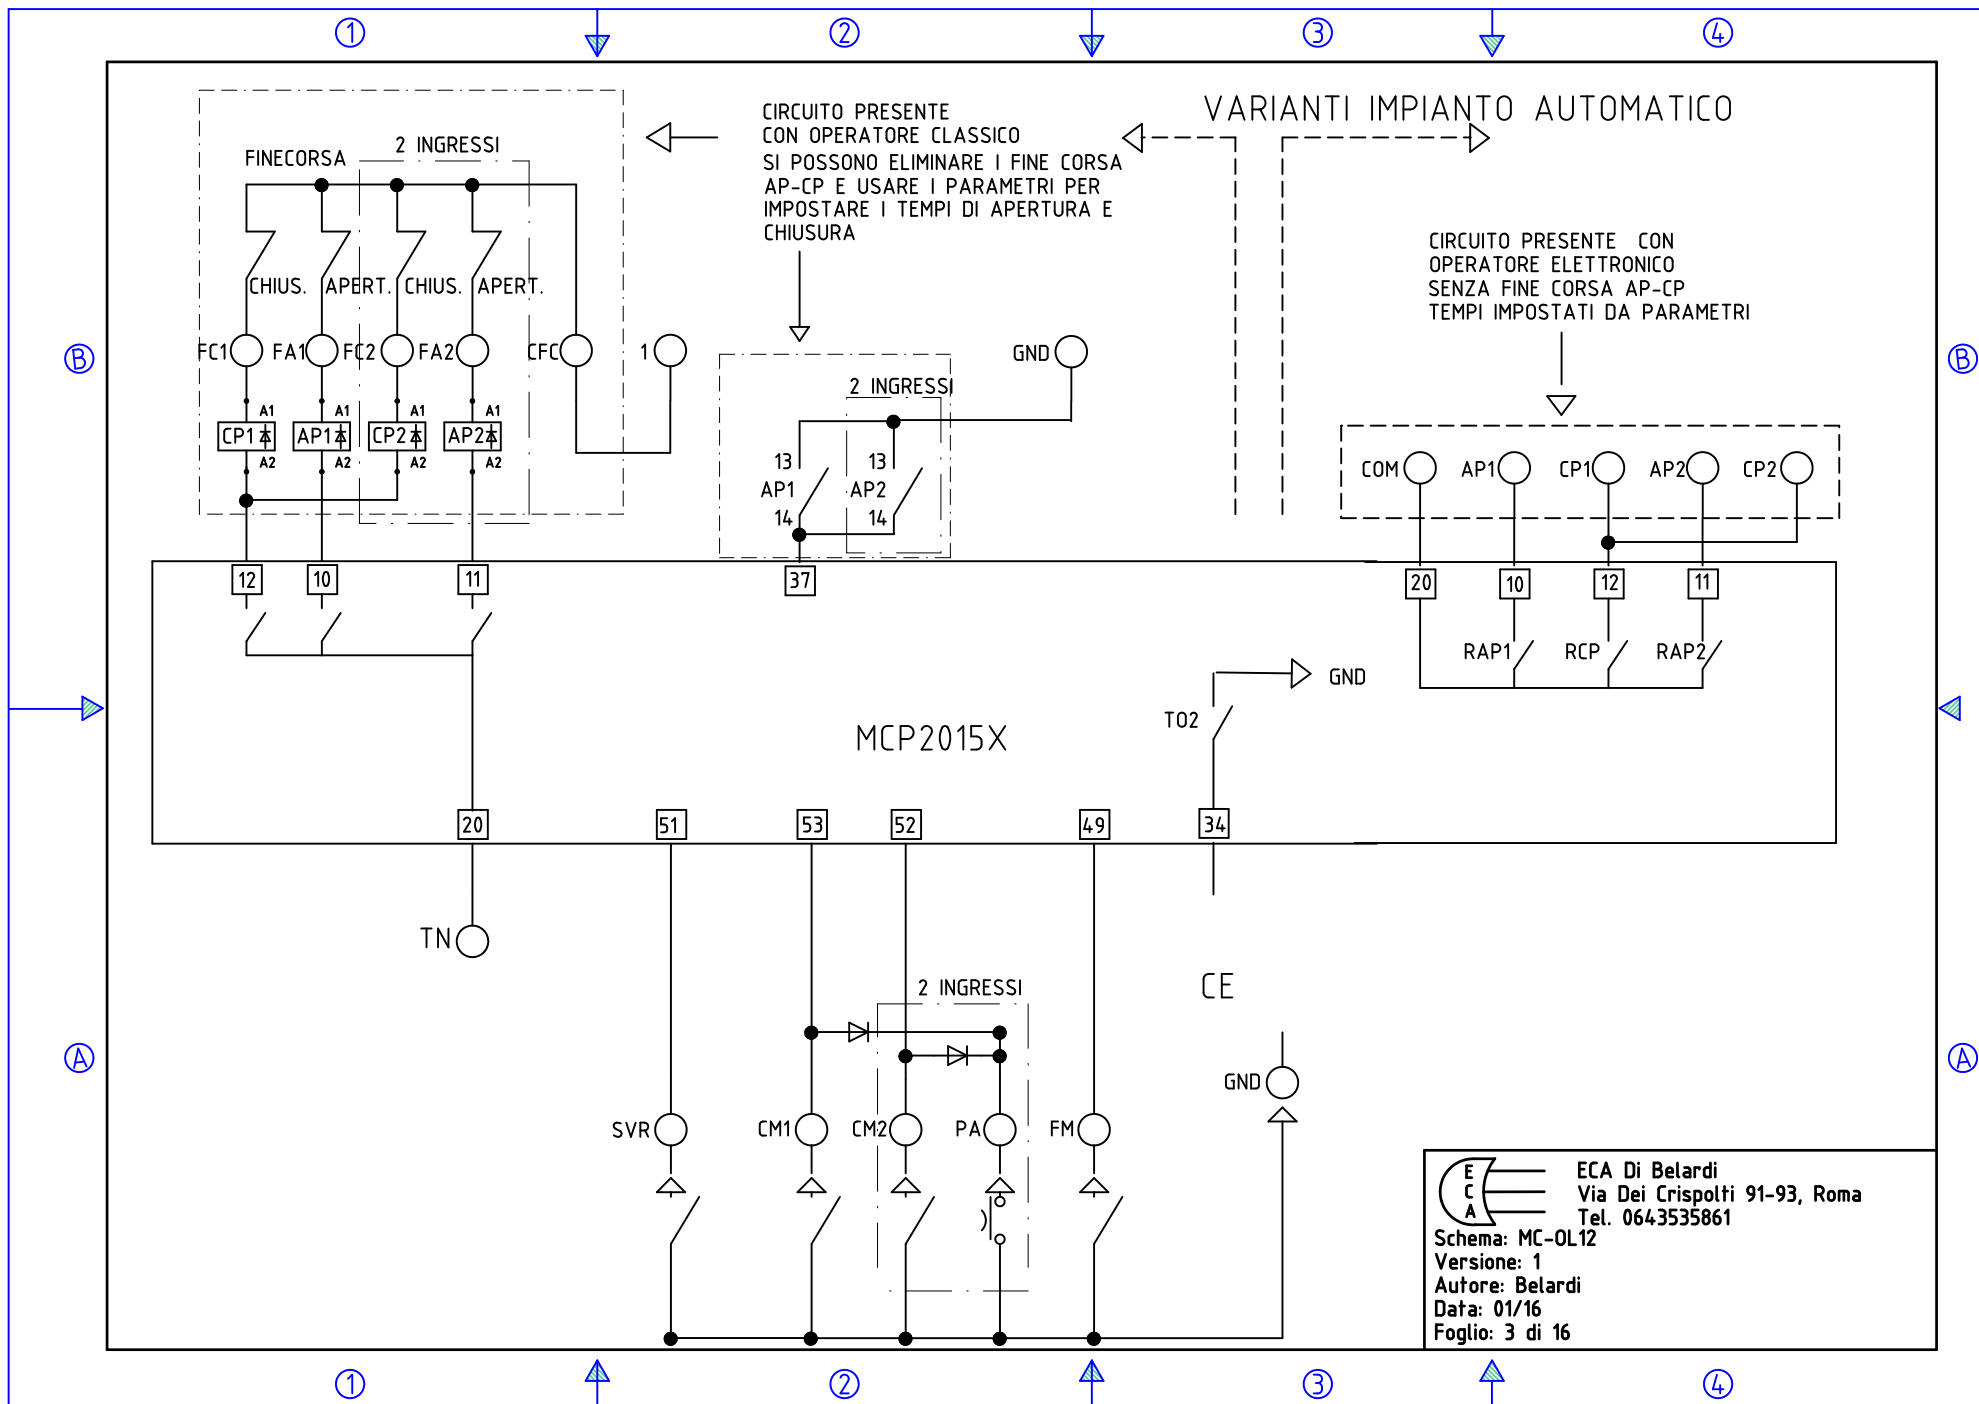 1 2 3 4
VARIANTI IMPIANTO AUTOMATICO
CIRCUITO PRESENTE
CON OPERATORE CLASSICO
SI POSSONO ELIMINARE I FINE CORSA
AP-CP E USARE I PARAMETRI PER
IMPOSTARE I TEMPI DI APERTURA E
CHIUSURA
2 INGRESSI
FINECORSA
CHIUS. APERT. CHIUS. APERT.
CIRCUITO PRESENTE CON
OPERATORE ELETTRONICO
SENZA FINE CORSA AP-CP
TEMPI IMPOSTATI DA PARAMETRI
B FC1 FA1 FC2 FA2 CFC 1 GND B
2 INGRESSI
A1 A1 A1 A1
CP1 AP1 CP2 AP2
A2 A2 A2 A2
13 13
AP1 AP2
14 14
COM AP1 CP1 AP2 CP2
12 10 11 37 20 10 12 11
RAP1 RCP RAP2
GND
TO2
MCP2015X
20 51 53 52 49 34
TN
CE
2 INGRESSI
A A
GND
SVR CM1 CM2 PA FM
E
C
A
ECA Di Belardi
Via Dei Crispolti 91-93, Roma
Tel. 0643535861
Schema: MC-OL12
Versione: 1
Autore: Belardi
Data: 01/16
Foglio: 3 di 16
1 2 3 4